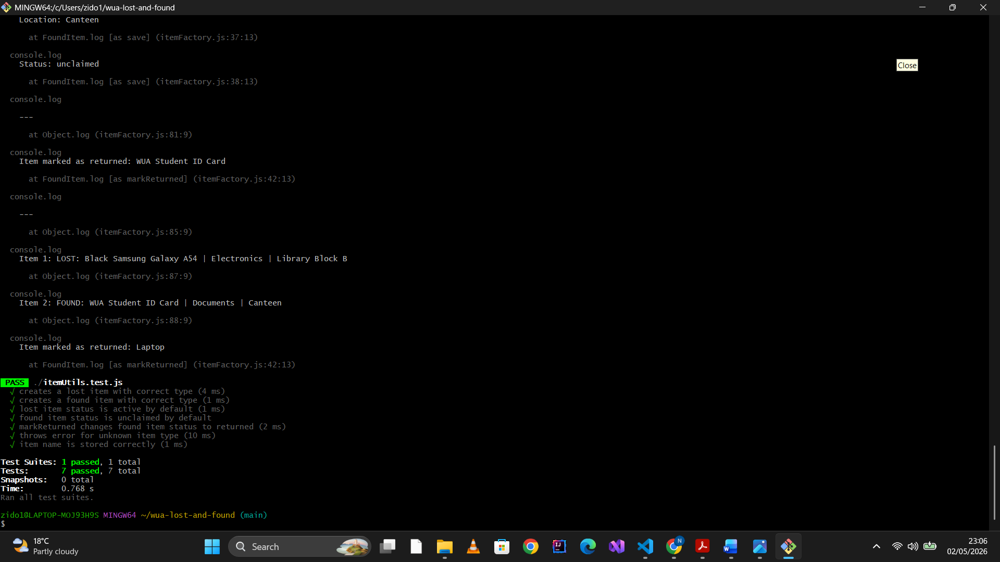 MINGW64:/c/Users/zido1/wua-lost-and-found
Location: Canteen
at FoundItem.log [as save] (itemFactory.js:37:13)
console.log
Status: unclaimed
Close
at FoundItem.log [as save] (itemFactory.js:38:13)
console.log
---
at Object.log (itemFactory.js:81:9)
console.log
Item marked as returned: WUA Student ID Card
at FoundItem.log [as markReturned] (itemFactory.js:42:13)
console.log
---
at Object.log (itemFactory.js:85:9)
console.log
Item 1: LOST: Black Samsung Galaxy A54 | Electronics | Library Block B
at Object.log (itemFactory.js:87:9)
console.log
Item 2: FOUND: WUA Student ID Card | Documents | Canteen
at Object.log (itemFactory.js:88:9)
console.log
Item marked as returned: Laptop
at FoundItem.log [as markReturned] (itemFactory.js:42:13)
PASS ./itemUtils.test.js
√ creates a lost item with correct type (4 ms)
√ creates a found item with correct type (1 ms)
√ lost item status is active by default (1 ms)
√ found item status is unclaimed by default
√ markReturned changes found item status to returned (2 ms)
√ throws error for unknown item type (10 ms)
√ item name is stored correctly (1 ms)
Test Suites: 1 passed, 1 total
Tests: 7 passed, 7 total
Snapshots: 0 total
Time: 0.768 s
Ran all test suites.
zido1@LAPTOP-MOJ93H9S MINGW64 ~/wua-lost-and-found (main)
$
18°C
Partly cloudy
Search
23:06
02/05/2026